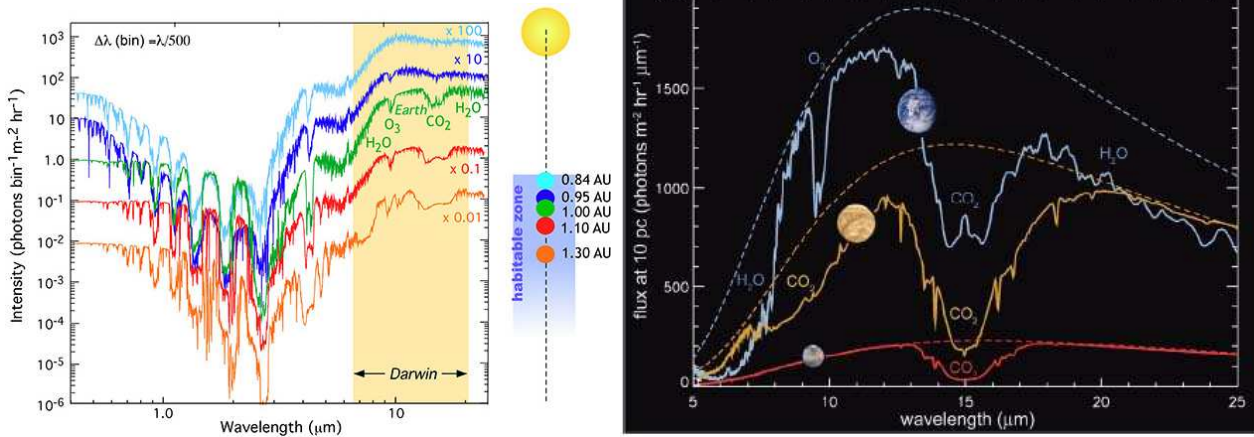 Δλ (bin) =λ/500
Intensity (photons bin⁻¹m⁻² hr⁻¹)
10³
10²
10
1.0
10⁻¹
10⁻²
10⁻³
10⁻⁴
10⁻⁵
10⁻⁶
x 100
x 10
Earth
H₂O
O₃
CO₂
H₂O
x 0.1
x 0.01
Darwin
1.0
10
Wavelength (μm)
habitable zone
0.84 AU
0.95 AU
1.00 AU
1.10 AU
1.30 AU
flux at 10 pc (photons m⁻² hr⁻¹ μm⁻¹)
1500
1000
500
0
O₃
H₂O
CO₂
CO₂
H₂O
CO₂
CO₂
5
10
15
20
25
wavelength (μm)